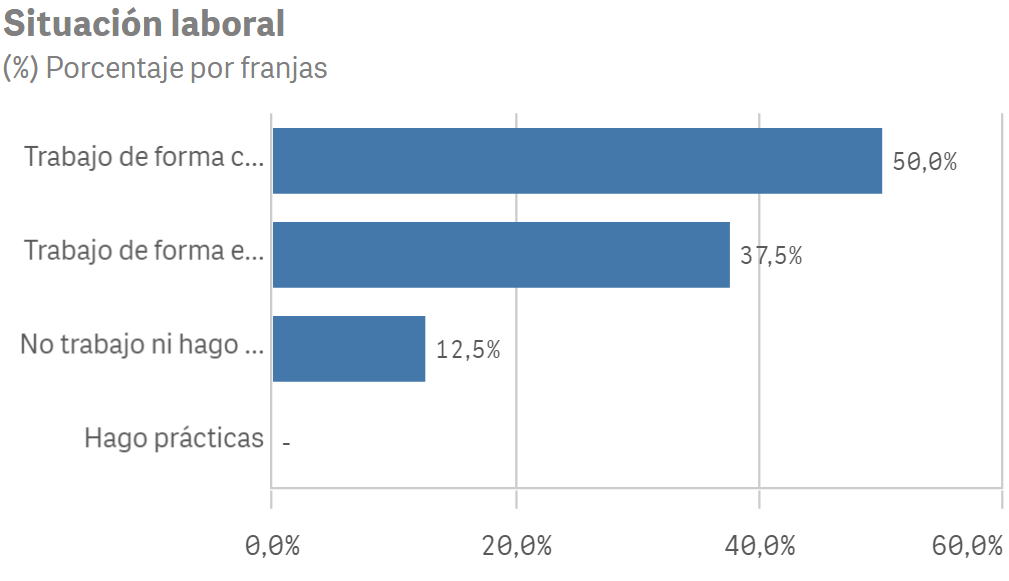 Situación laboral
(%) Porcentaje por franjas
Trabajo de forma c...
50,0%
Trabajo de forma e...
37,5%
No trabajo ni hago ...
12,5%
Hago prácticas
-
0,0%
20,0%
40,0%
60,0%